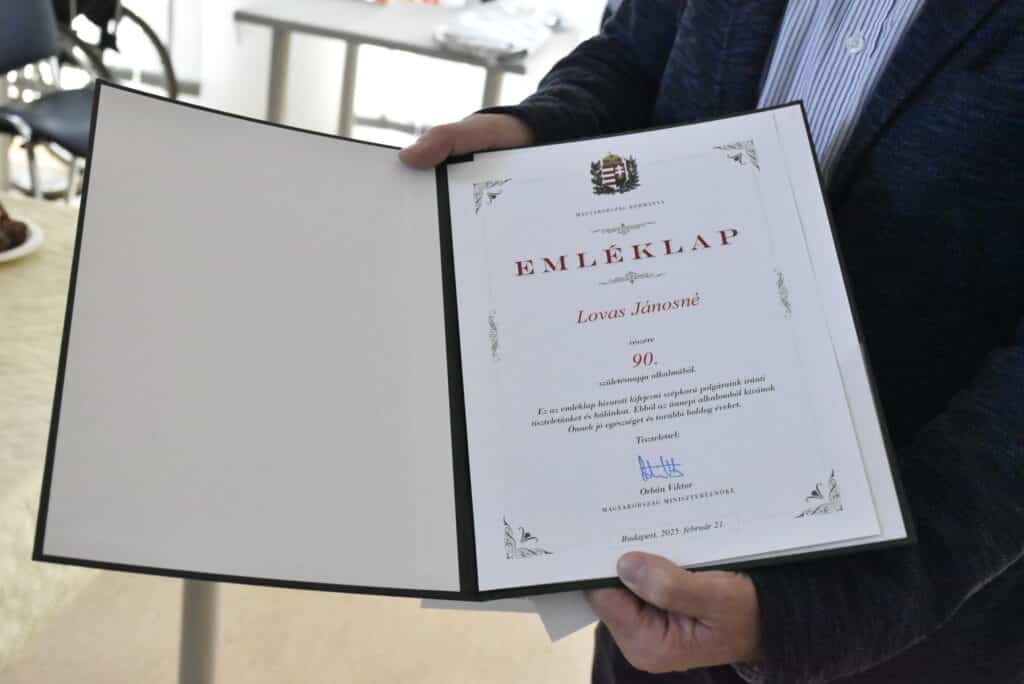 MAGYARORSZÁG KORMÁNYA
EMLÉKLAP
Lovas Jánosné
részére
90.
születésnapja alkalmából.
Ez az emléklap hivatott kifejezni szépkorú polgáraink iránti
tiszteletünket és hálánkat. Ebből az ünnepi alkalomból kívánok
Önnek jó egészséget és további boldog éveket.
Tisztelettel:
Orbán Viktor
MAGYARORSZÁG MINISZTERELNÖKE
Budapest, 2025. február 21.